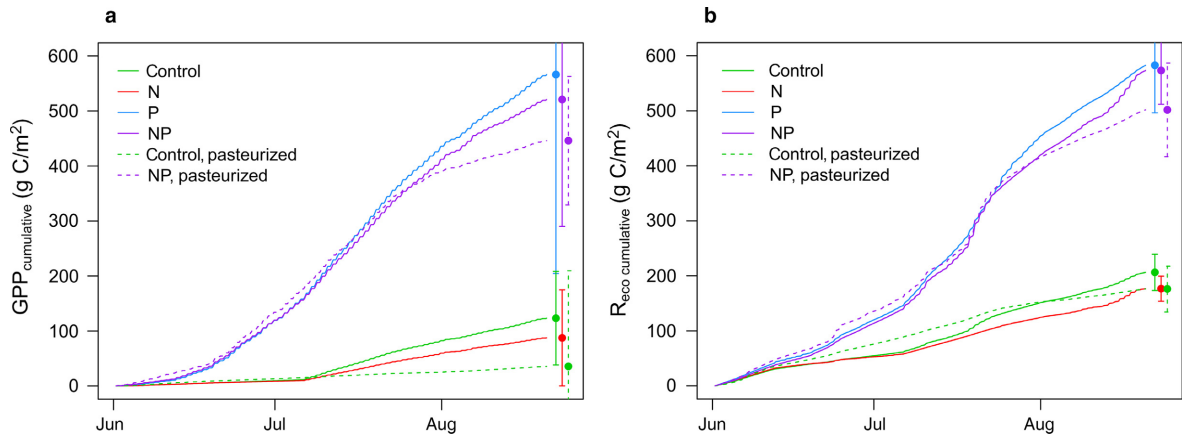 a
GPPcumulative (g C/m2)
600
500
400
300
200
100
0
Control
N
P
NP
Control, pasteurized
NP, pasteurized
Jun
Jul
Aug
b
Reco cumulative (g C/m2)
600
500
400
300
200
100
0
Control
N
P
NP
Control, pasteurized
NP, pasteurized
Jun
Jul
Aug